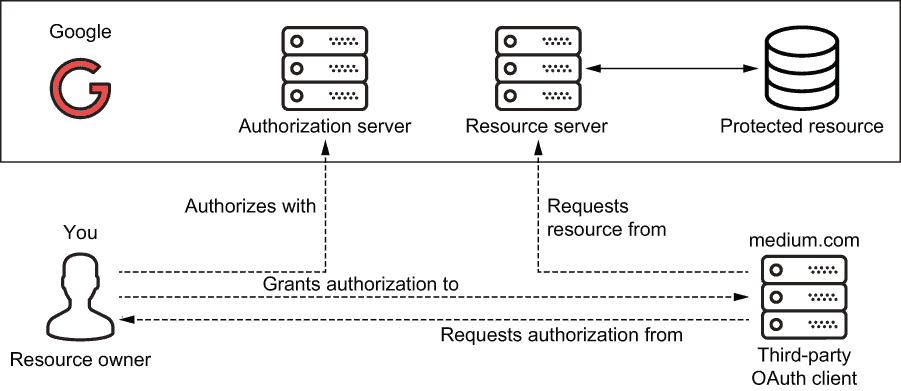 Google
Authorization server
Resource server
Protected resource
Authorizes with
Requests
resource from
You
medium.com
Grants authorization to
Requests authorization from
Resource owner
Third-party
OAuth client